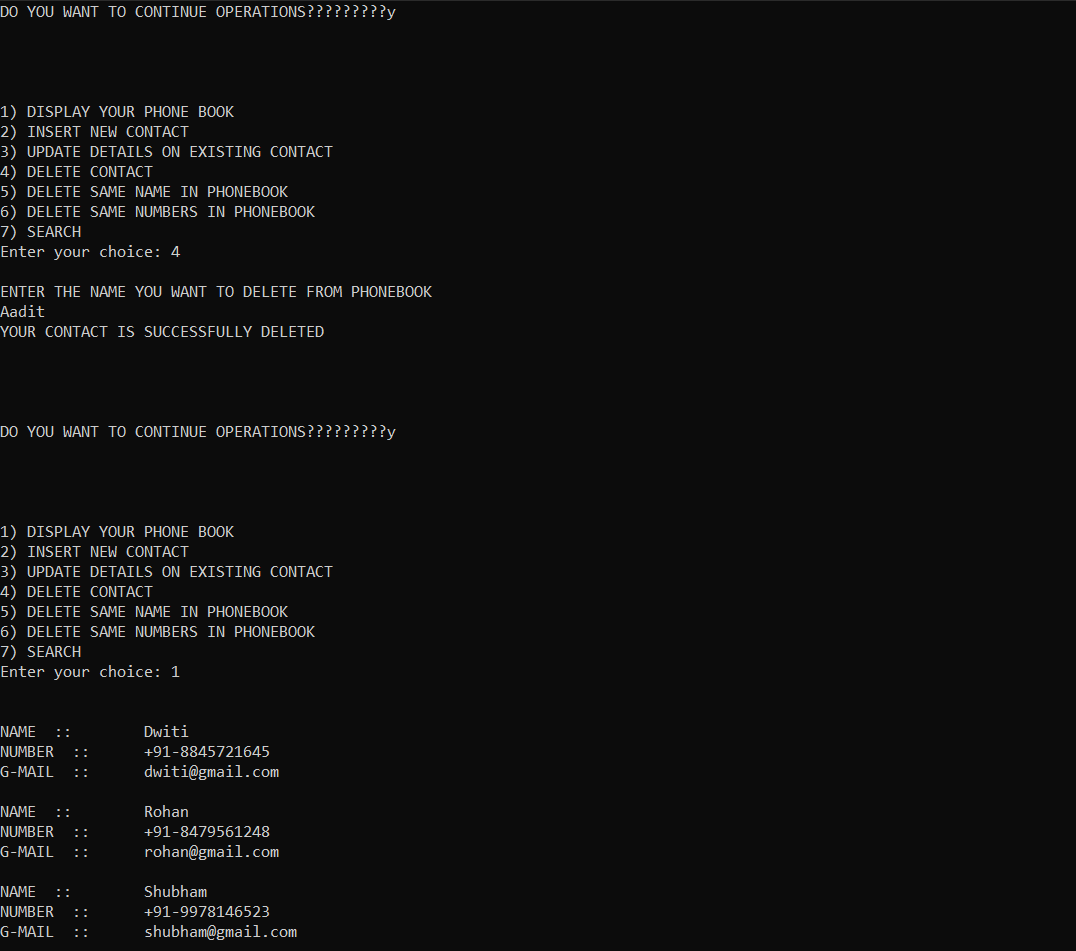 DO YOU WANT TO CONTINUE OPERATIONS?????????y
1) DISPLAY YOUR PHONE BOOK
2) INSERT NEW CONTACT
3) UPDATE DETAILS ON EXISTING CONTACT
4) DELETE CONTACT
5) DELETE SAME NAME IN PHONEBOOK
6) DELETE SAME NUMBERS IN PHONEBOOK
7) SEARCH
Enter your choice: 4
ENTER THE NAME YOU WANT TO DELETE FROM PHONEBOOK
Aadit
YOUR CONTACT IS SUCCESSFULLY DELETED
DO YOU WANT TO CONTINUE OPERATIONS?????????y
1) DISPLAY YOUR PHONE BOOK
2) INSERT NEW CONTACT
3) UPDATE DETAILS ON EXISTING CONTACT
4) DELETE CONTACT
5) DELETE SAME NAME IN PHONEBOOK
6) DELETE SAME NUMBERS IN PHONEBOOK
7) SEARCH
Enter your choice: 1
NAME  ::        Dwiti
NUMBER  ::      +91-8845721645
G-MAIL  ::      dwiti@gmail.com
NAME  ::        Rohan
NUMBER  ::      +91-8479561248
G-MAIL  ::      rohan@gmail.com
NAME  ::        Shubham
NUMBER  ::      +91-9978146523
G-MAIL  ::      shubham@gmail.com